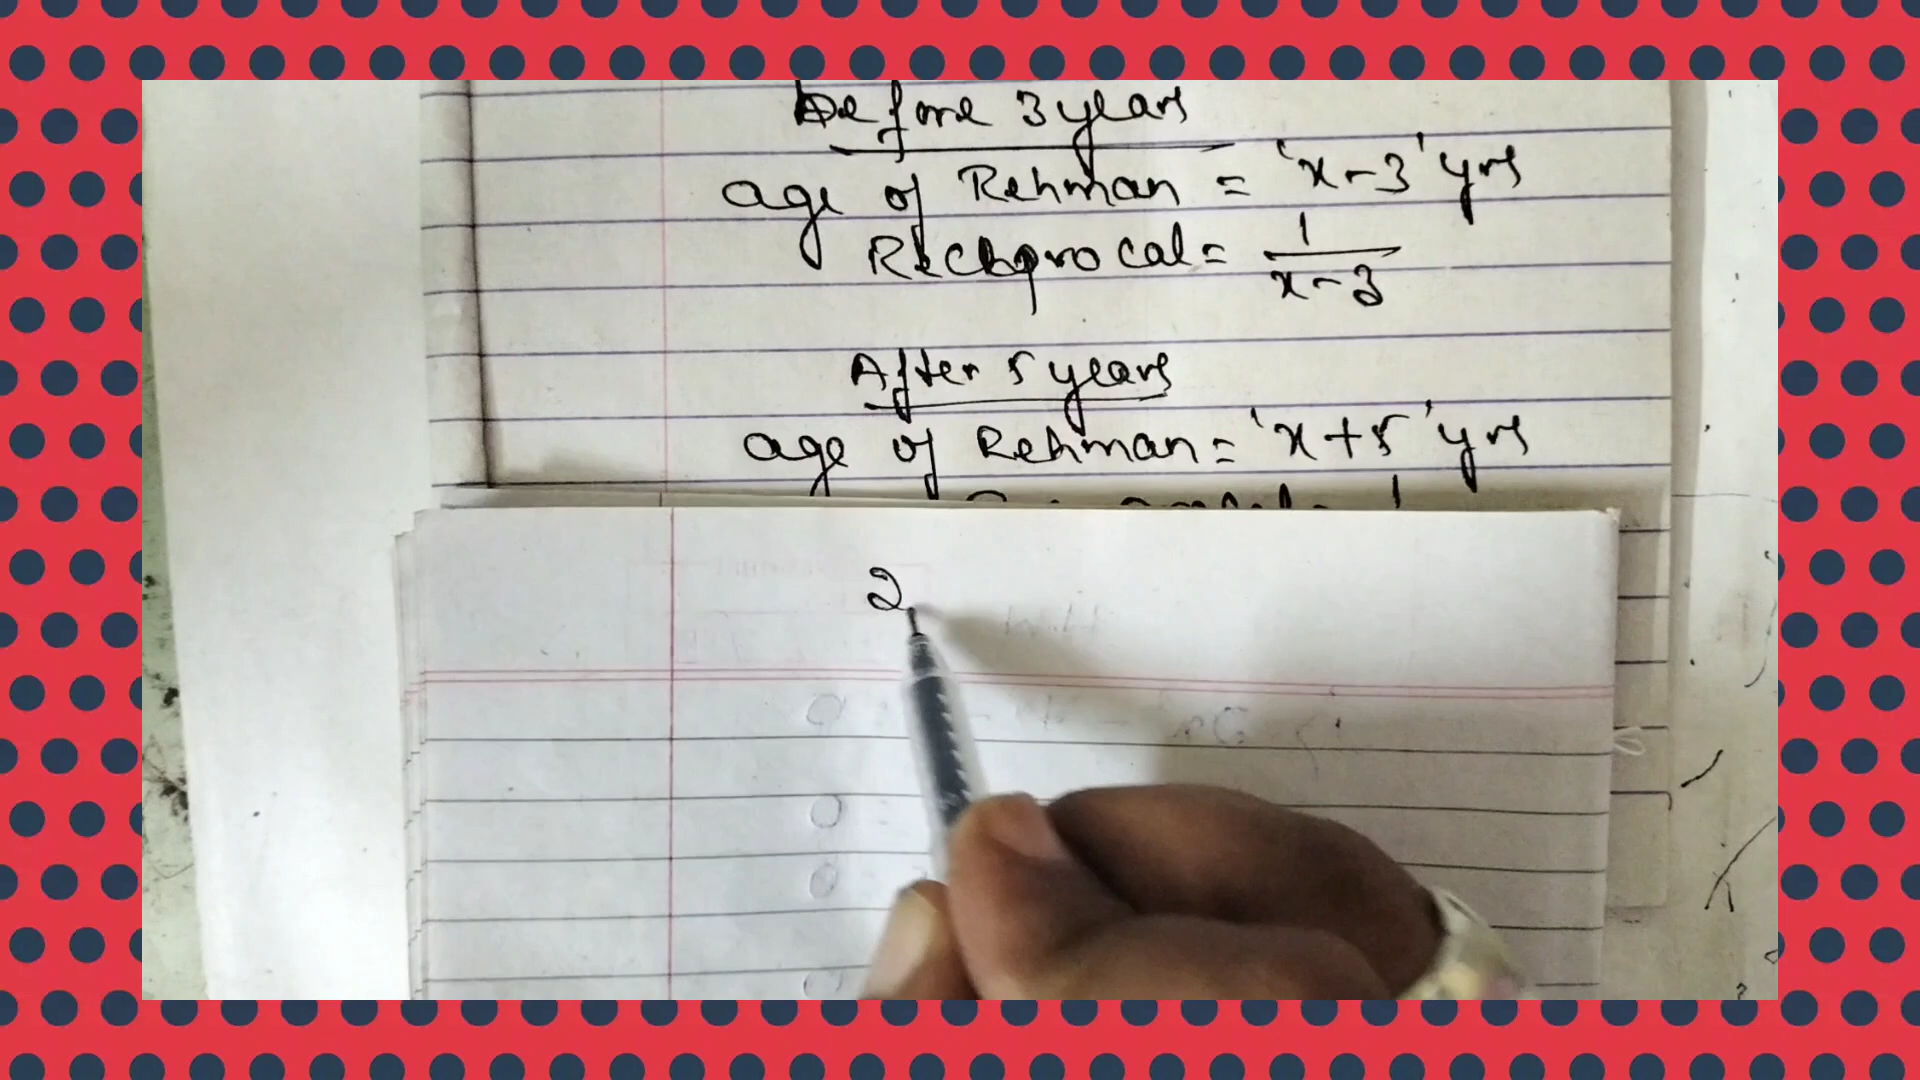 Before 3 years
age of Rehman = 'x-3' yrs
Reciprocal = 1/x-3
After 5 years
age of Rehman = 'x+5' yrs
2